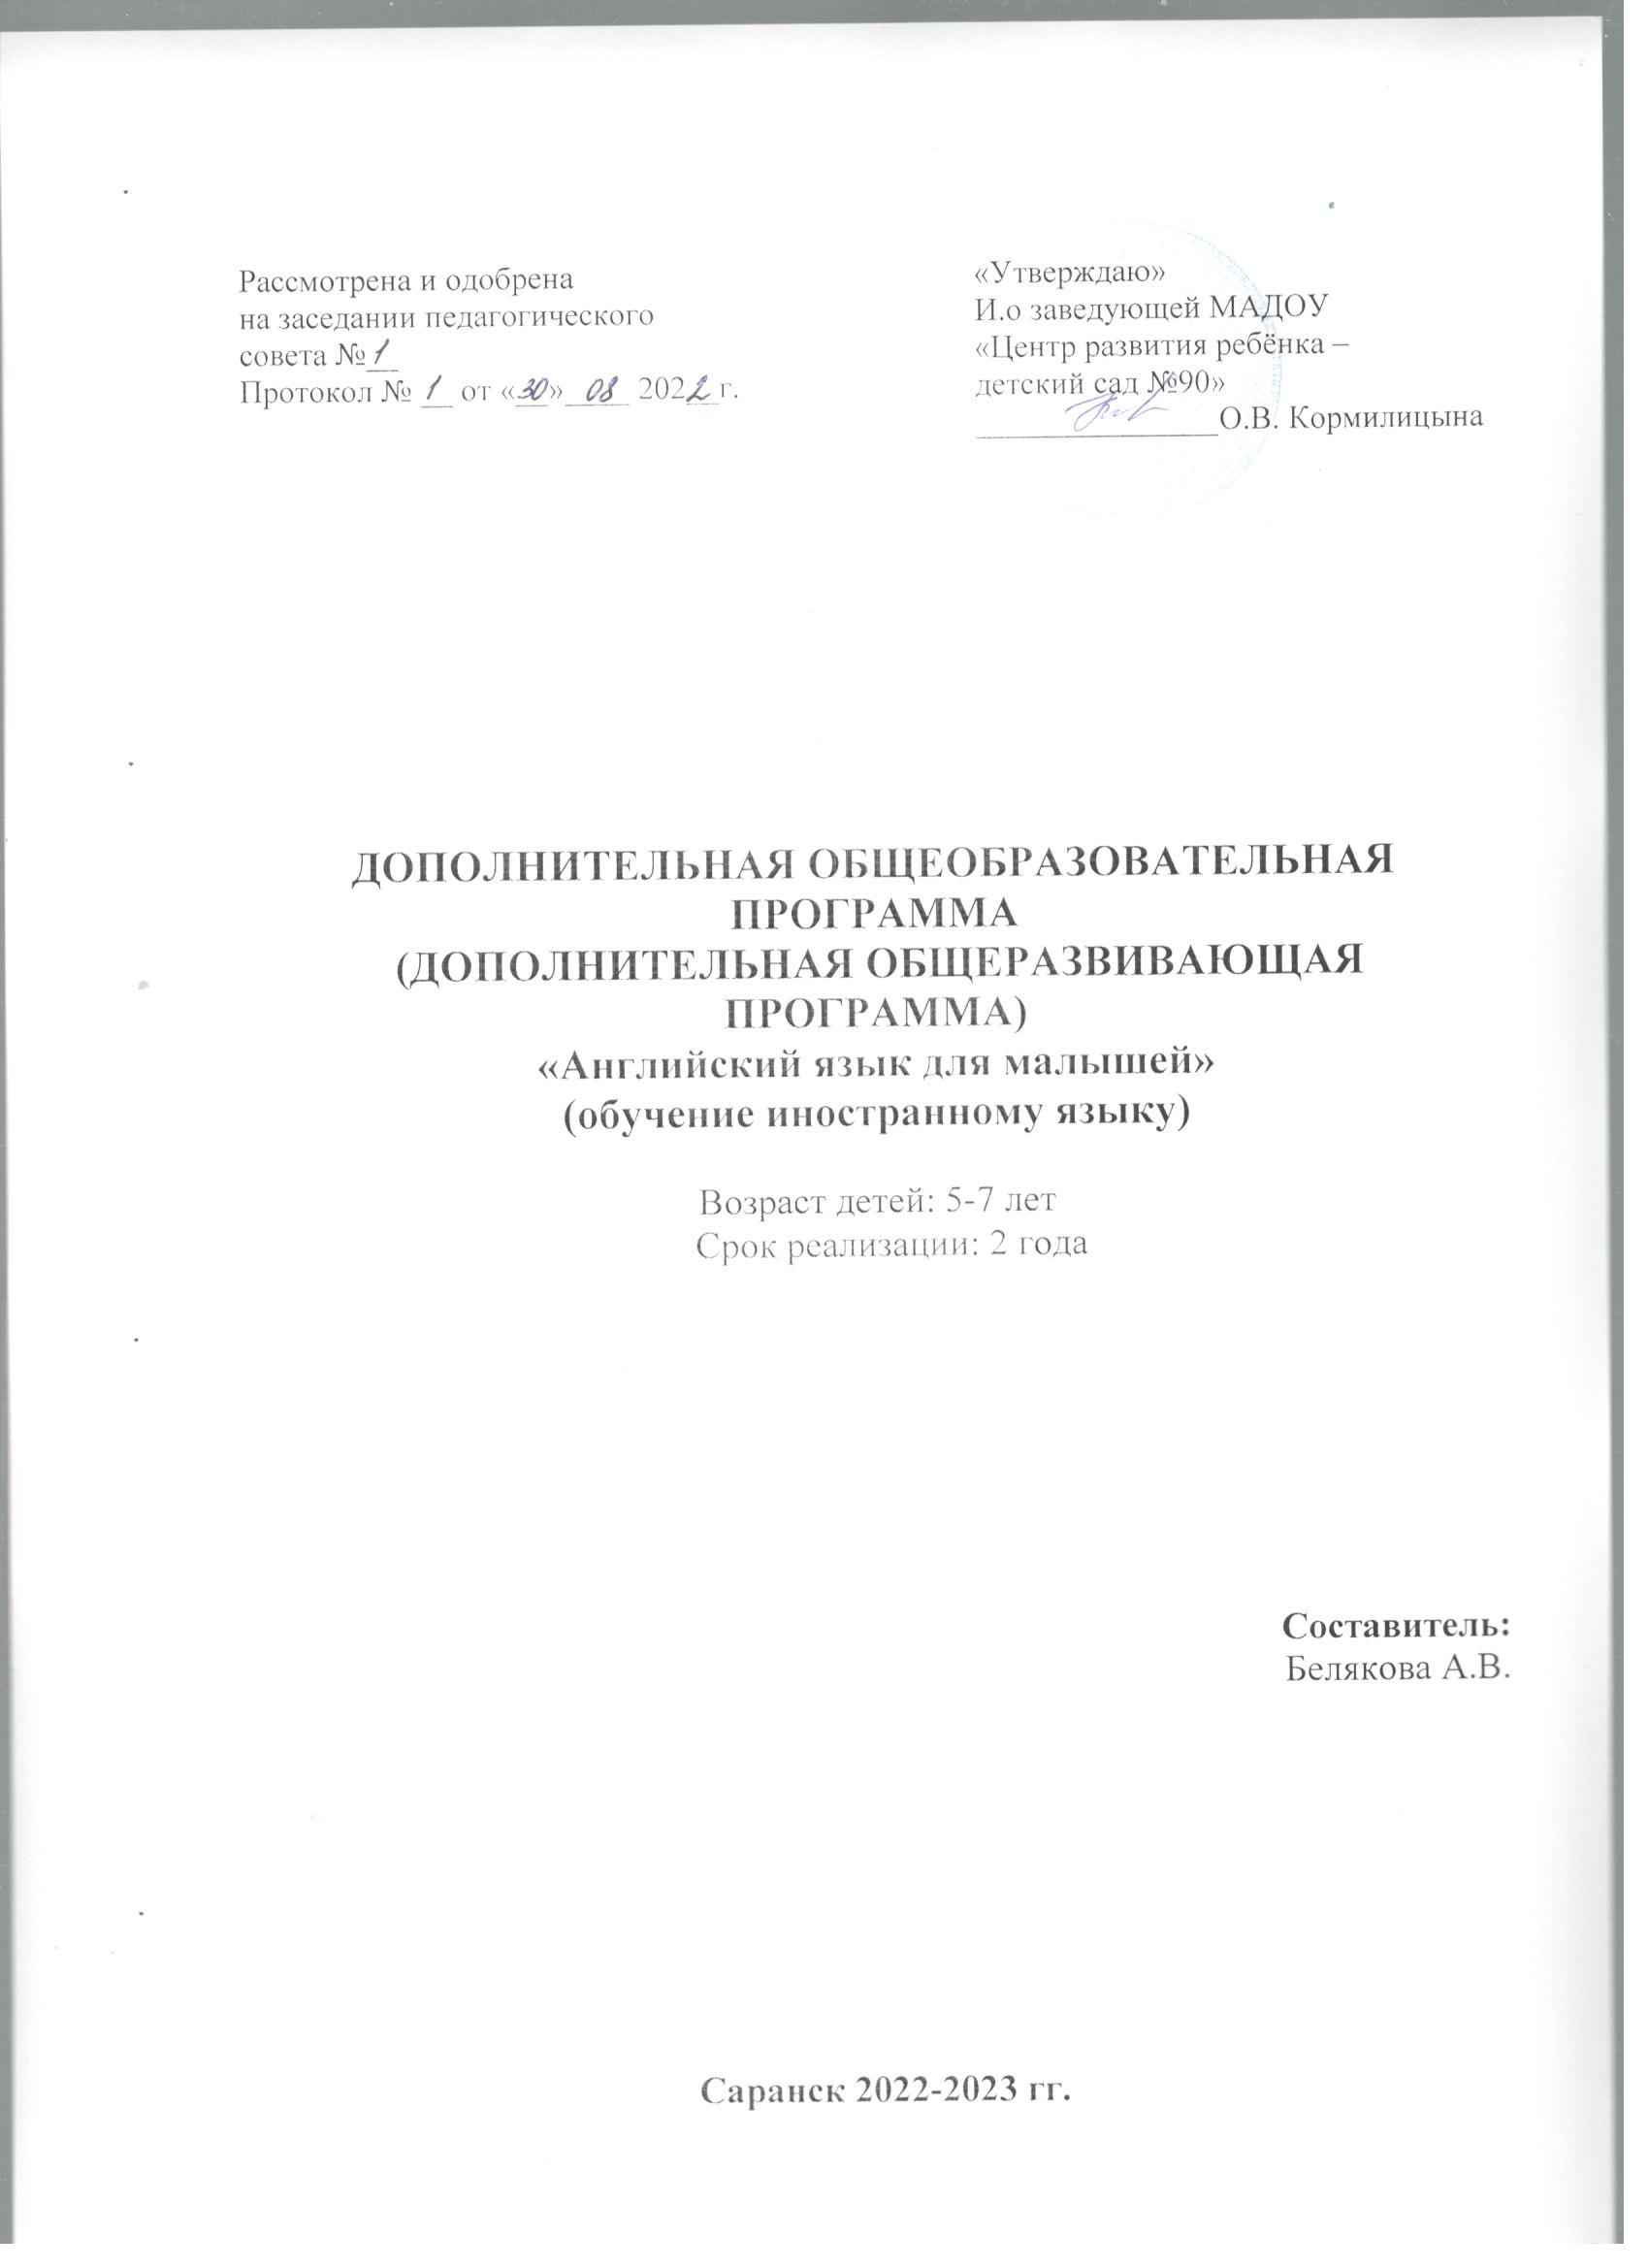 Рассмотрена и одобрена
на заседании педагогического
совета № 1
Протокол № 1 от «30» 08 2022 г.
«Утверждаю»
И.о заведующей МАДОУ
«Центр развития ребёнка –
детский сад №90»
О.В. Кормилицына
ДОПОЛНИТЕЛЬНАЯ ОБЩЕОБРАЗОВАТЕЛЬНАЯ
ПРОГРАММА
(ДОПОЛНИТЕЛЬНАЯ ОБЩЕРАЗВИВАЮЩАЯ
ПРОГРАММА)
«Английский язык для малышей»
(обучение иностранному языку)
Возраст детей: 5-7 лет
Срок реализации: 2 года
Составитель:
Белякова А.В.
Саранск 2022-2023 гг.